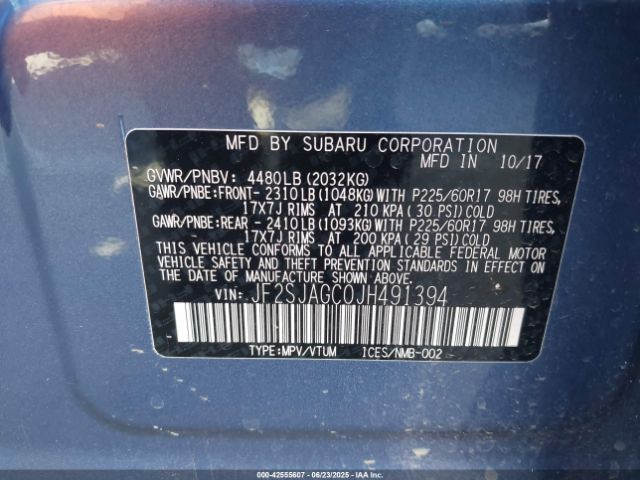 MFD BY SUBARU CORPORATION
MFD IN 10/17
GVWR/PNBV: 4480LB (2032KG)
GAWR/PNBE:FRONT- 2310LB (1048KG)WITH P225/60R17 98H TIRES,
17X7J RIMS AT 210 KPA (30 PSI)COLD
GAWR/PNBE:REAR - 2410LB (1093KG)WITH P225/60R17 98H TIRES,
17X7J RIMS AT 200 KPA (29 PSI)COLD
THIS VEHICLE CONFORMS TO ALL APPLICABLE FEDERAL MOTOR
VEHICLE SAFETY AND THEFT PREVENTION STANDARDS IN EFFECT
ON THE DATE OF MANUFACTURE SHOWN ABOVE.
VIN: JF2SJAGC0JH491394
TYPE:MPV/VTUM ICES/NMB-002
000-42555607 - 06/23/2025 - IAAI.COM